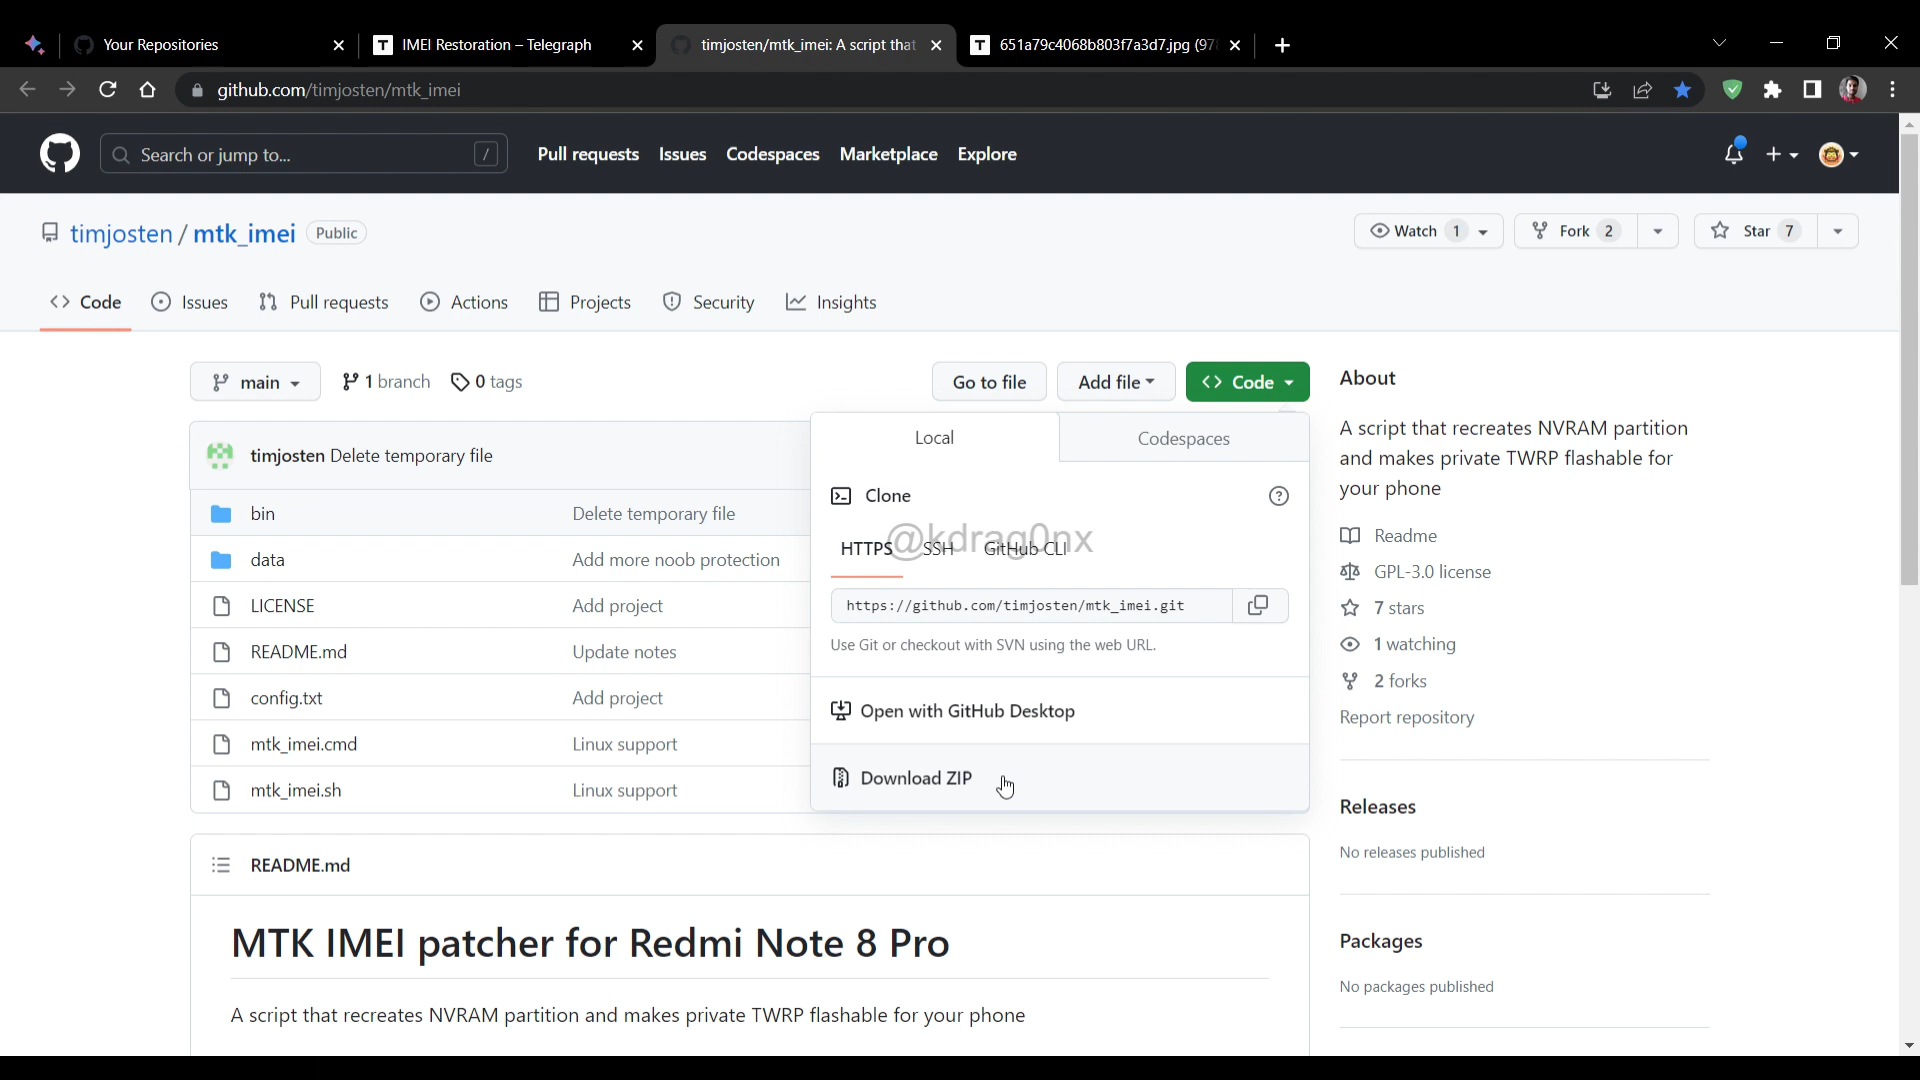 Your Repositories
IMEI Restoration – Telegraph
timjosten/mtk_imei: A script that
651a79c4068b803f7a3d7.jpg (97
github.com/timjosten/mtk_imei
Search or jump to...
/
Pull requests
Issues
Codespaces
Marketplace
Explore
timjosten / mtk_imei
Public
Watch 1
Fork 2
Star 7
Code
Issues
Pull requests
Actions
Projects
Security
Insights
main
1 branch
0 tags
Go to file
Add file
Code
timjosten Delete temporary file
bin
Delete temporary file
data
Add more noob protection
LICENSE
Add project
README.md
Update notes
config.txt
Add project
mtk_imei.cmd
Linux support
mtk_imei.sh
Linux support
Local
Codespaces
Clone
@kdrag0nx
HTTPS
SSH
GitHub CLI
https://github.com/timjosten/mtk_imei.git
Use Git or checkout with SVN using the web URL.
Open with GitHub Desktop
Download ZIP
About
A script that recreates NVRAM partition
and makes private TWRP flashable for
your phone
Readme
GPL-3.0 license
7 stars
1 watching
2 forks
Report repository
Releases
No releases published
Packages
No packages published
README.md
MTK IMEI patcher for Redmi Note 8 Pro
A script that recreates NVRAM partition and makes private TWRP flashable for your phone